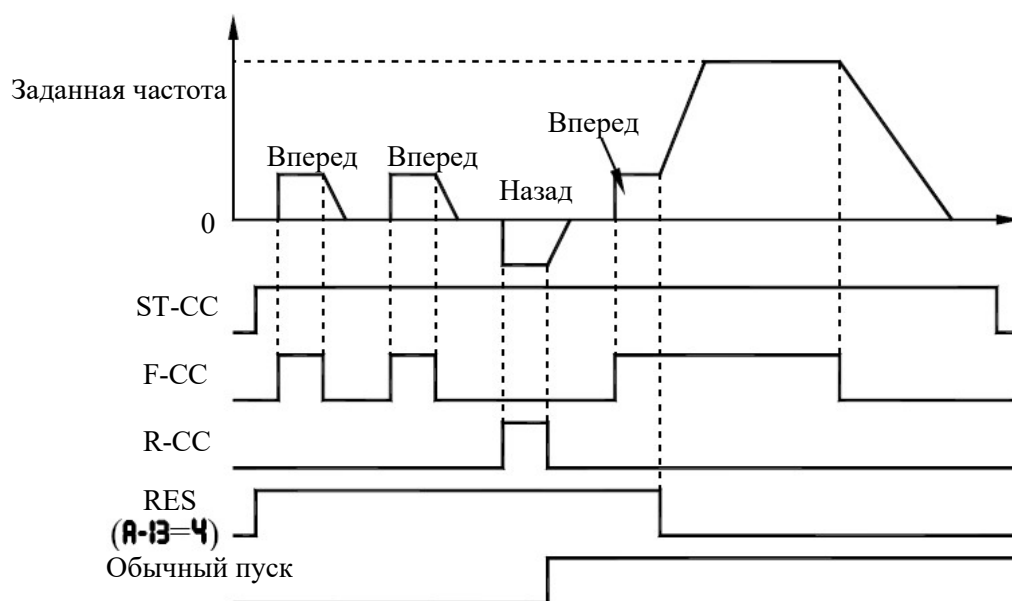 Заданная частота
Вперед
Вперед
Вперед
Назад
0
ST-CC
F-CC
R-CC
RES
(A-13=4)
Обычный пуск